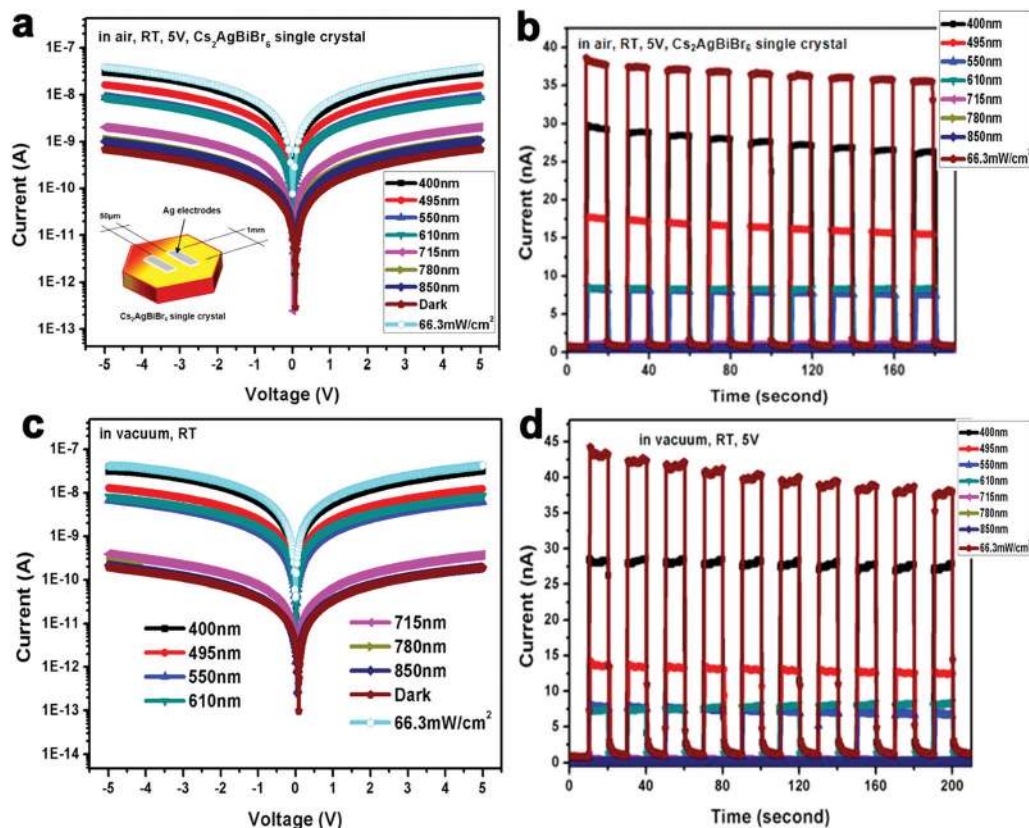 a
in air, RT, 5V, Cs₂AgBiBr₆ single crystal
1E-7
1E-8
1E-9
1E-10
1E-11
1E-12
1E-13
Current (A)
50μm
Ag electrodes
1mm
Cs₂AgBiBr₆ single crystal
400nm
495nm
550nm
610nm
715nm
780nm
850nm
Dark
66.3mW/cm²
-5 -4 -3 -2 -1 0 1 2 3 4 5
Voltage (V)
b
in air, RT, 5V, Cs₂AgBiBr₆ single crystal
40
35
30
25
20
15
10
5
0
Current (nA)
400nm
495nm
550nm
610nm
715nm
780nm
850nm
66.3mW/cm²
0 40 80 120 160
Time (second)
c
in vacuum, RT
1E-7
1E-8
1E-9
1E-10
1E-11
1E-12
1E-13
1E-14
Current (A)
400nm
495nm
550nm
610nm
715nm
780nm
850nm
Dark
66.3mW/cm²
-5 -4 -3 -2 -1 0 1 2 3 4 5
Voltage (V)
d
in vacuum, RT, 5V
45
40
35
30
25
20
15
10
5
0
Current (nA)
400nm
495nm
550nm
610nm
715nm
780nm
850nm
66.3mW/cm²
0 40 80 120 160 200
Time (second)